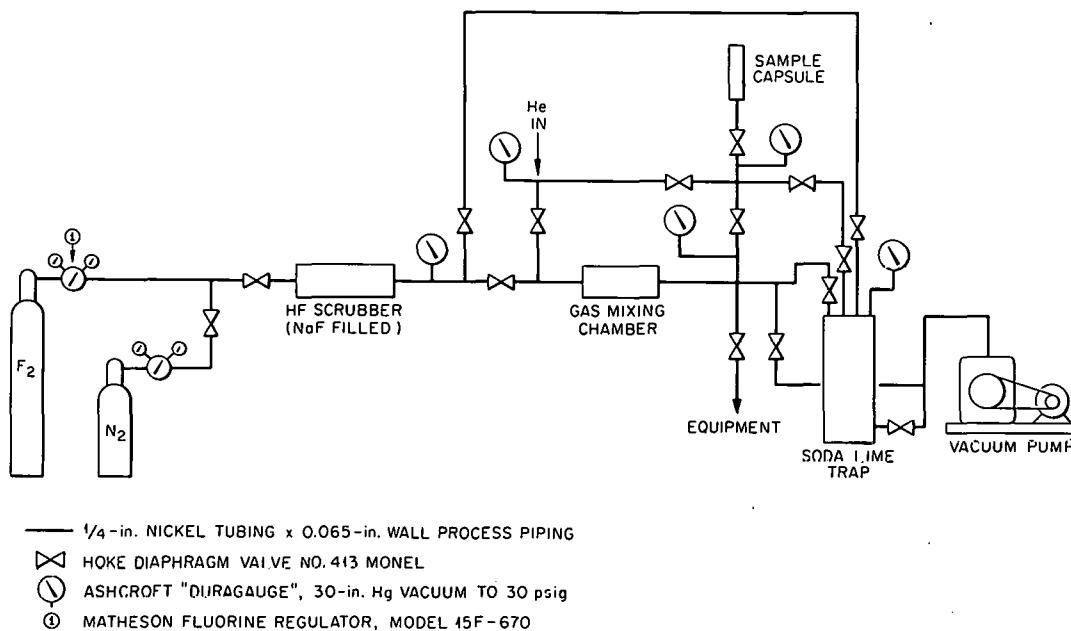 SAMPLE
CAPSULE
He
IN
1
HF SCRUBBER
(NaF FILLED)
GAS MIXING
CHAMBER
F2
N2
EQUIPMENT
SODA LIME
TRAP
VACUUM PUMP
1/4-in. NICKEL TUBING x 0.065-in. WALL PROCESS PIPING
HOKE DIAPHRAGM VALVE NO. 413 MONEL
ASHCROFT "DURAGAUGE", 30-in. Hg VACUUM TO 30 psig
1 MATHESON FLUORINE REGULATOR, MODEL 15F-670